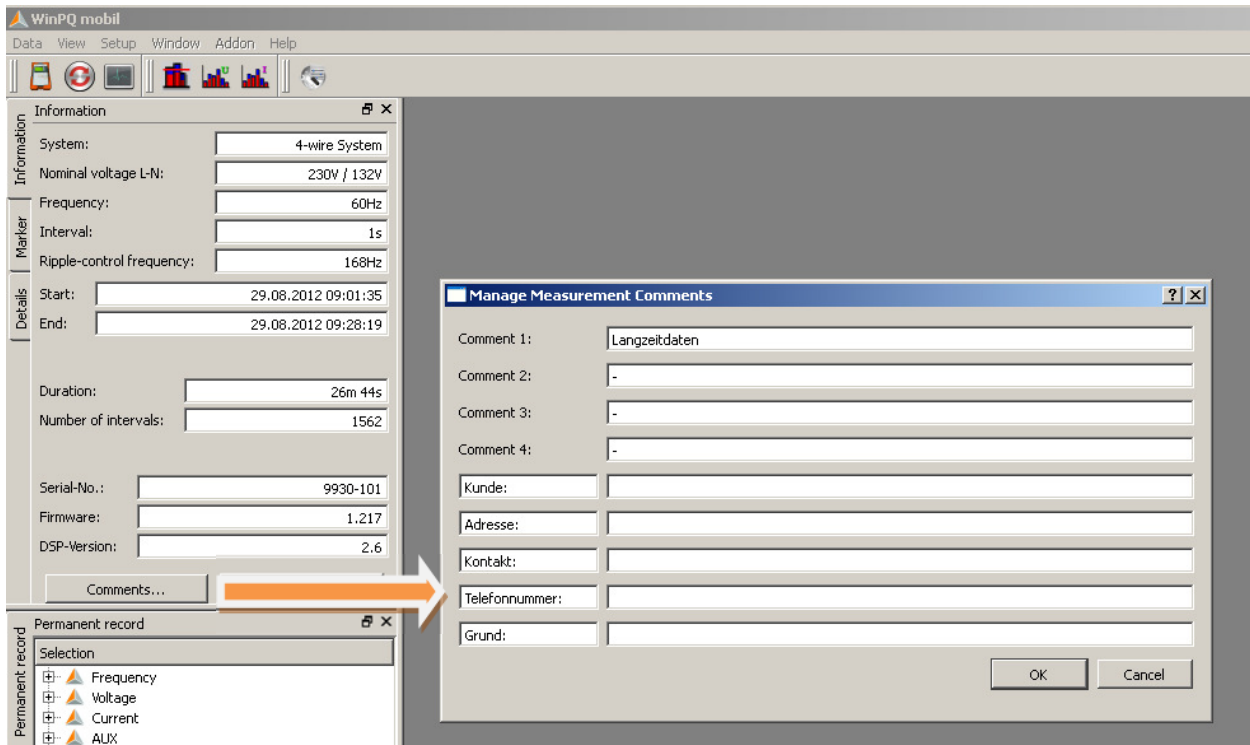 WinPQ mobil
Data View Setup Window Addon Help
Information
Information
System: 4-wire System
Nominal voltage L-N: 230V / 132V
Frequency: 60Hz
Interval: 1s
Ripple-control frequency: 168Hz
Marker
Details
Start: 29.08.2012 09:01:35
End: 29.08.2012 09:28:19
Duration: 26m 44s
Number of intervals: 1562
Serial-No.: 9930-101
Firmware: 1.217
DSP-Version: 2.6
Comments...
Permanent record
Permanent record
Selection
Frequency
Voltage
Current
AUX
Manage Measurement Comments
Comment 1: Langzeitdaten
Comment 2: -
Comment 3: -
Comment 4: -
Kunde:
Adresse:
Kontakt:
Telefonnummer:
Grund:
OK Cancel